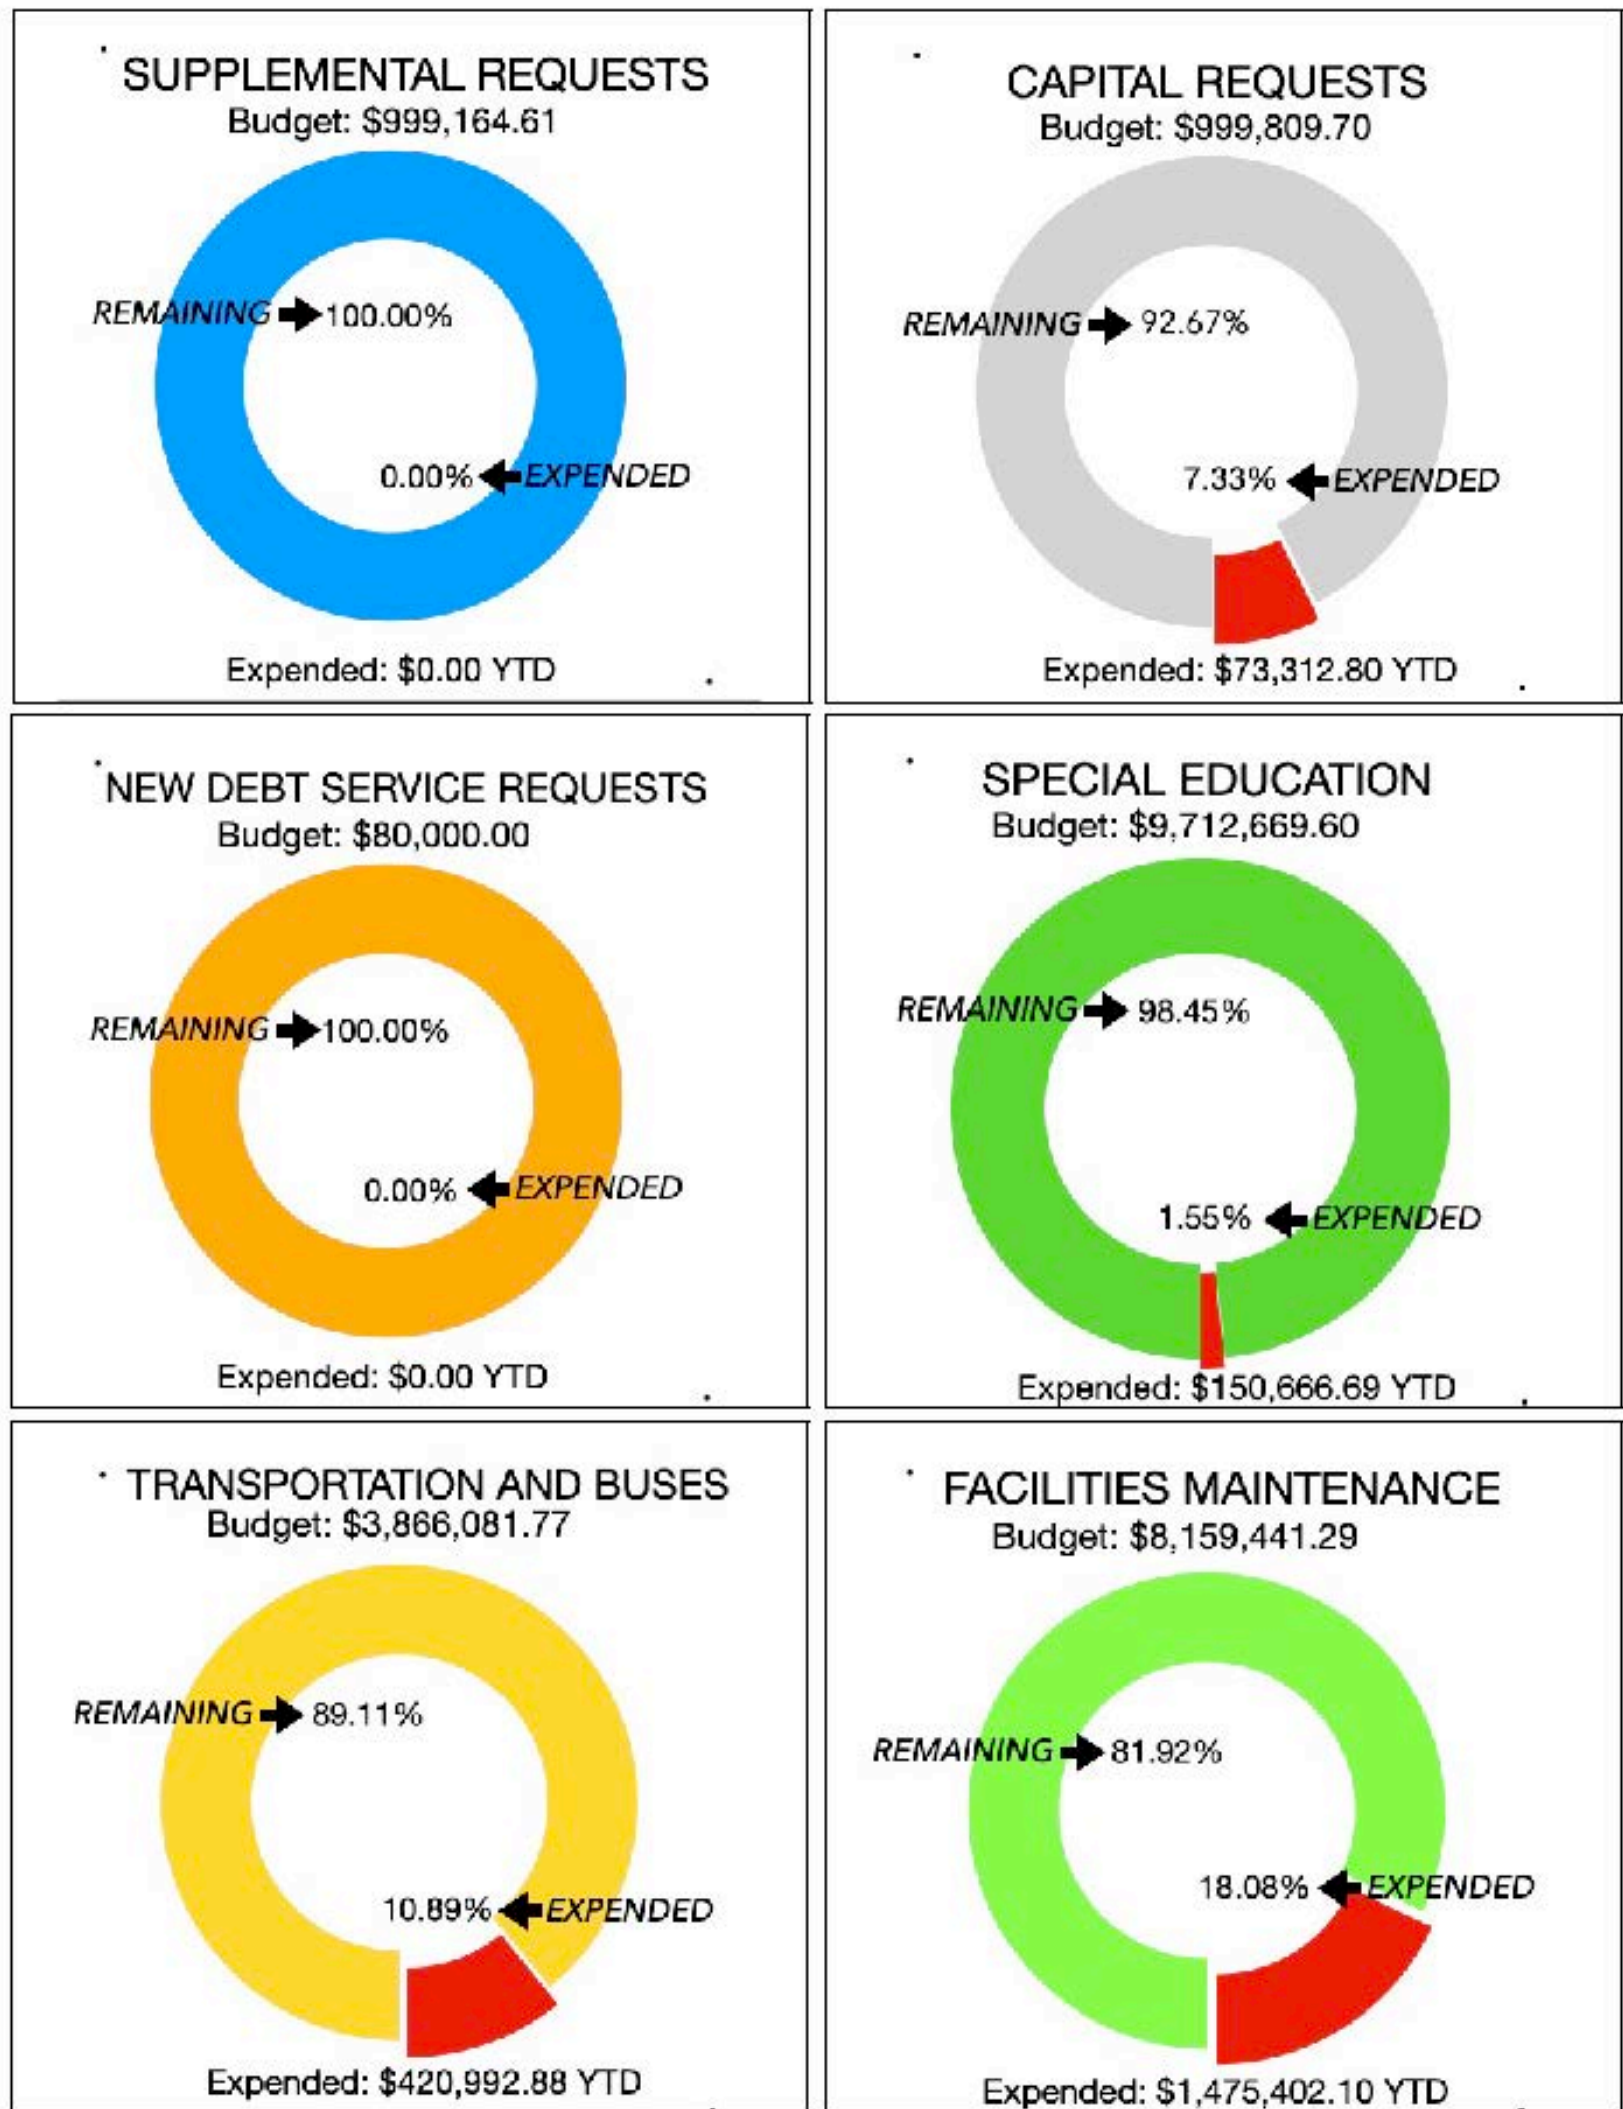 SUPPLEMENTAL REQUESTS
Budget: $999,164.61
REMAINING 100.00%
0.00% EXPENDED
Expended: $0.00 YTD
CAPITAL REQUESTS
Budget: $999,809.70
REMAINING 92.67%
7.33% EXPENDED
Expended: $73,312.80 YTD
NEW DEBT SERVICE REQUESTS
Budget: $80,000.00
REMAINING 100.00%
0.00% EXPENDED
Expended: $0.00 YTD
SPECIAL EDUCATION
Budget: $9,712,669.60
REMAINING 98.45%
1.55% EXPENDED
Expended: $150,666.69 YTD
TRANSPORTATION AND BUSES
Budget: $3,866,081.77
REMAINING 89.11%
10.89% EXPENDED
Expended: $420,992.88 YTD
FACILITIES MAINTENANCE
Budget: $8,159,441.29
REMAINING 81.92%
18.08% EXPENDED
Expended: $1,475,402.10 YTD